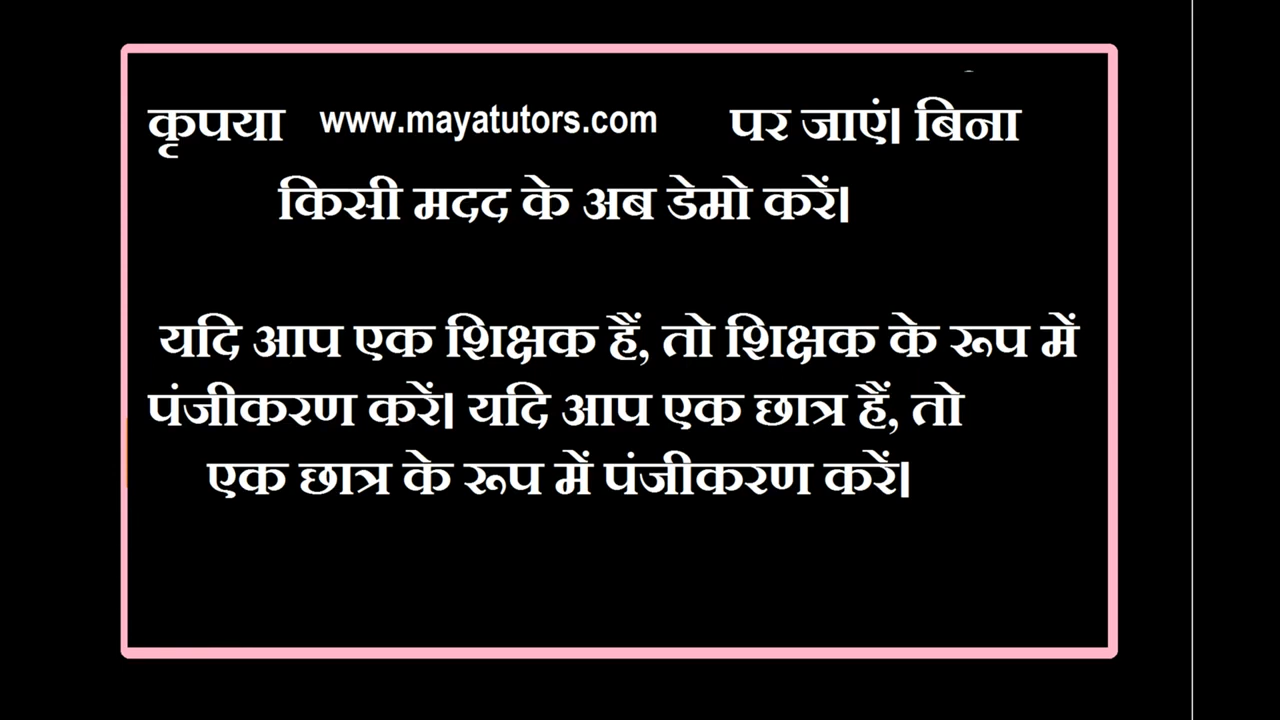 कृपया www.mayatutors.com पर जाएं। बिना
किसी मदद के अब डेमो करें।
यदि आप एक शिक्षक हैं, तो शिक्षक के रूप में
पंजीकरण करें। यदि आप एक छात्र हैं, तो
एक छात्र के रूप में पंजीकरण करें।